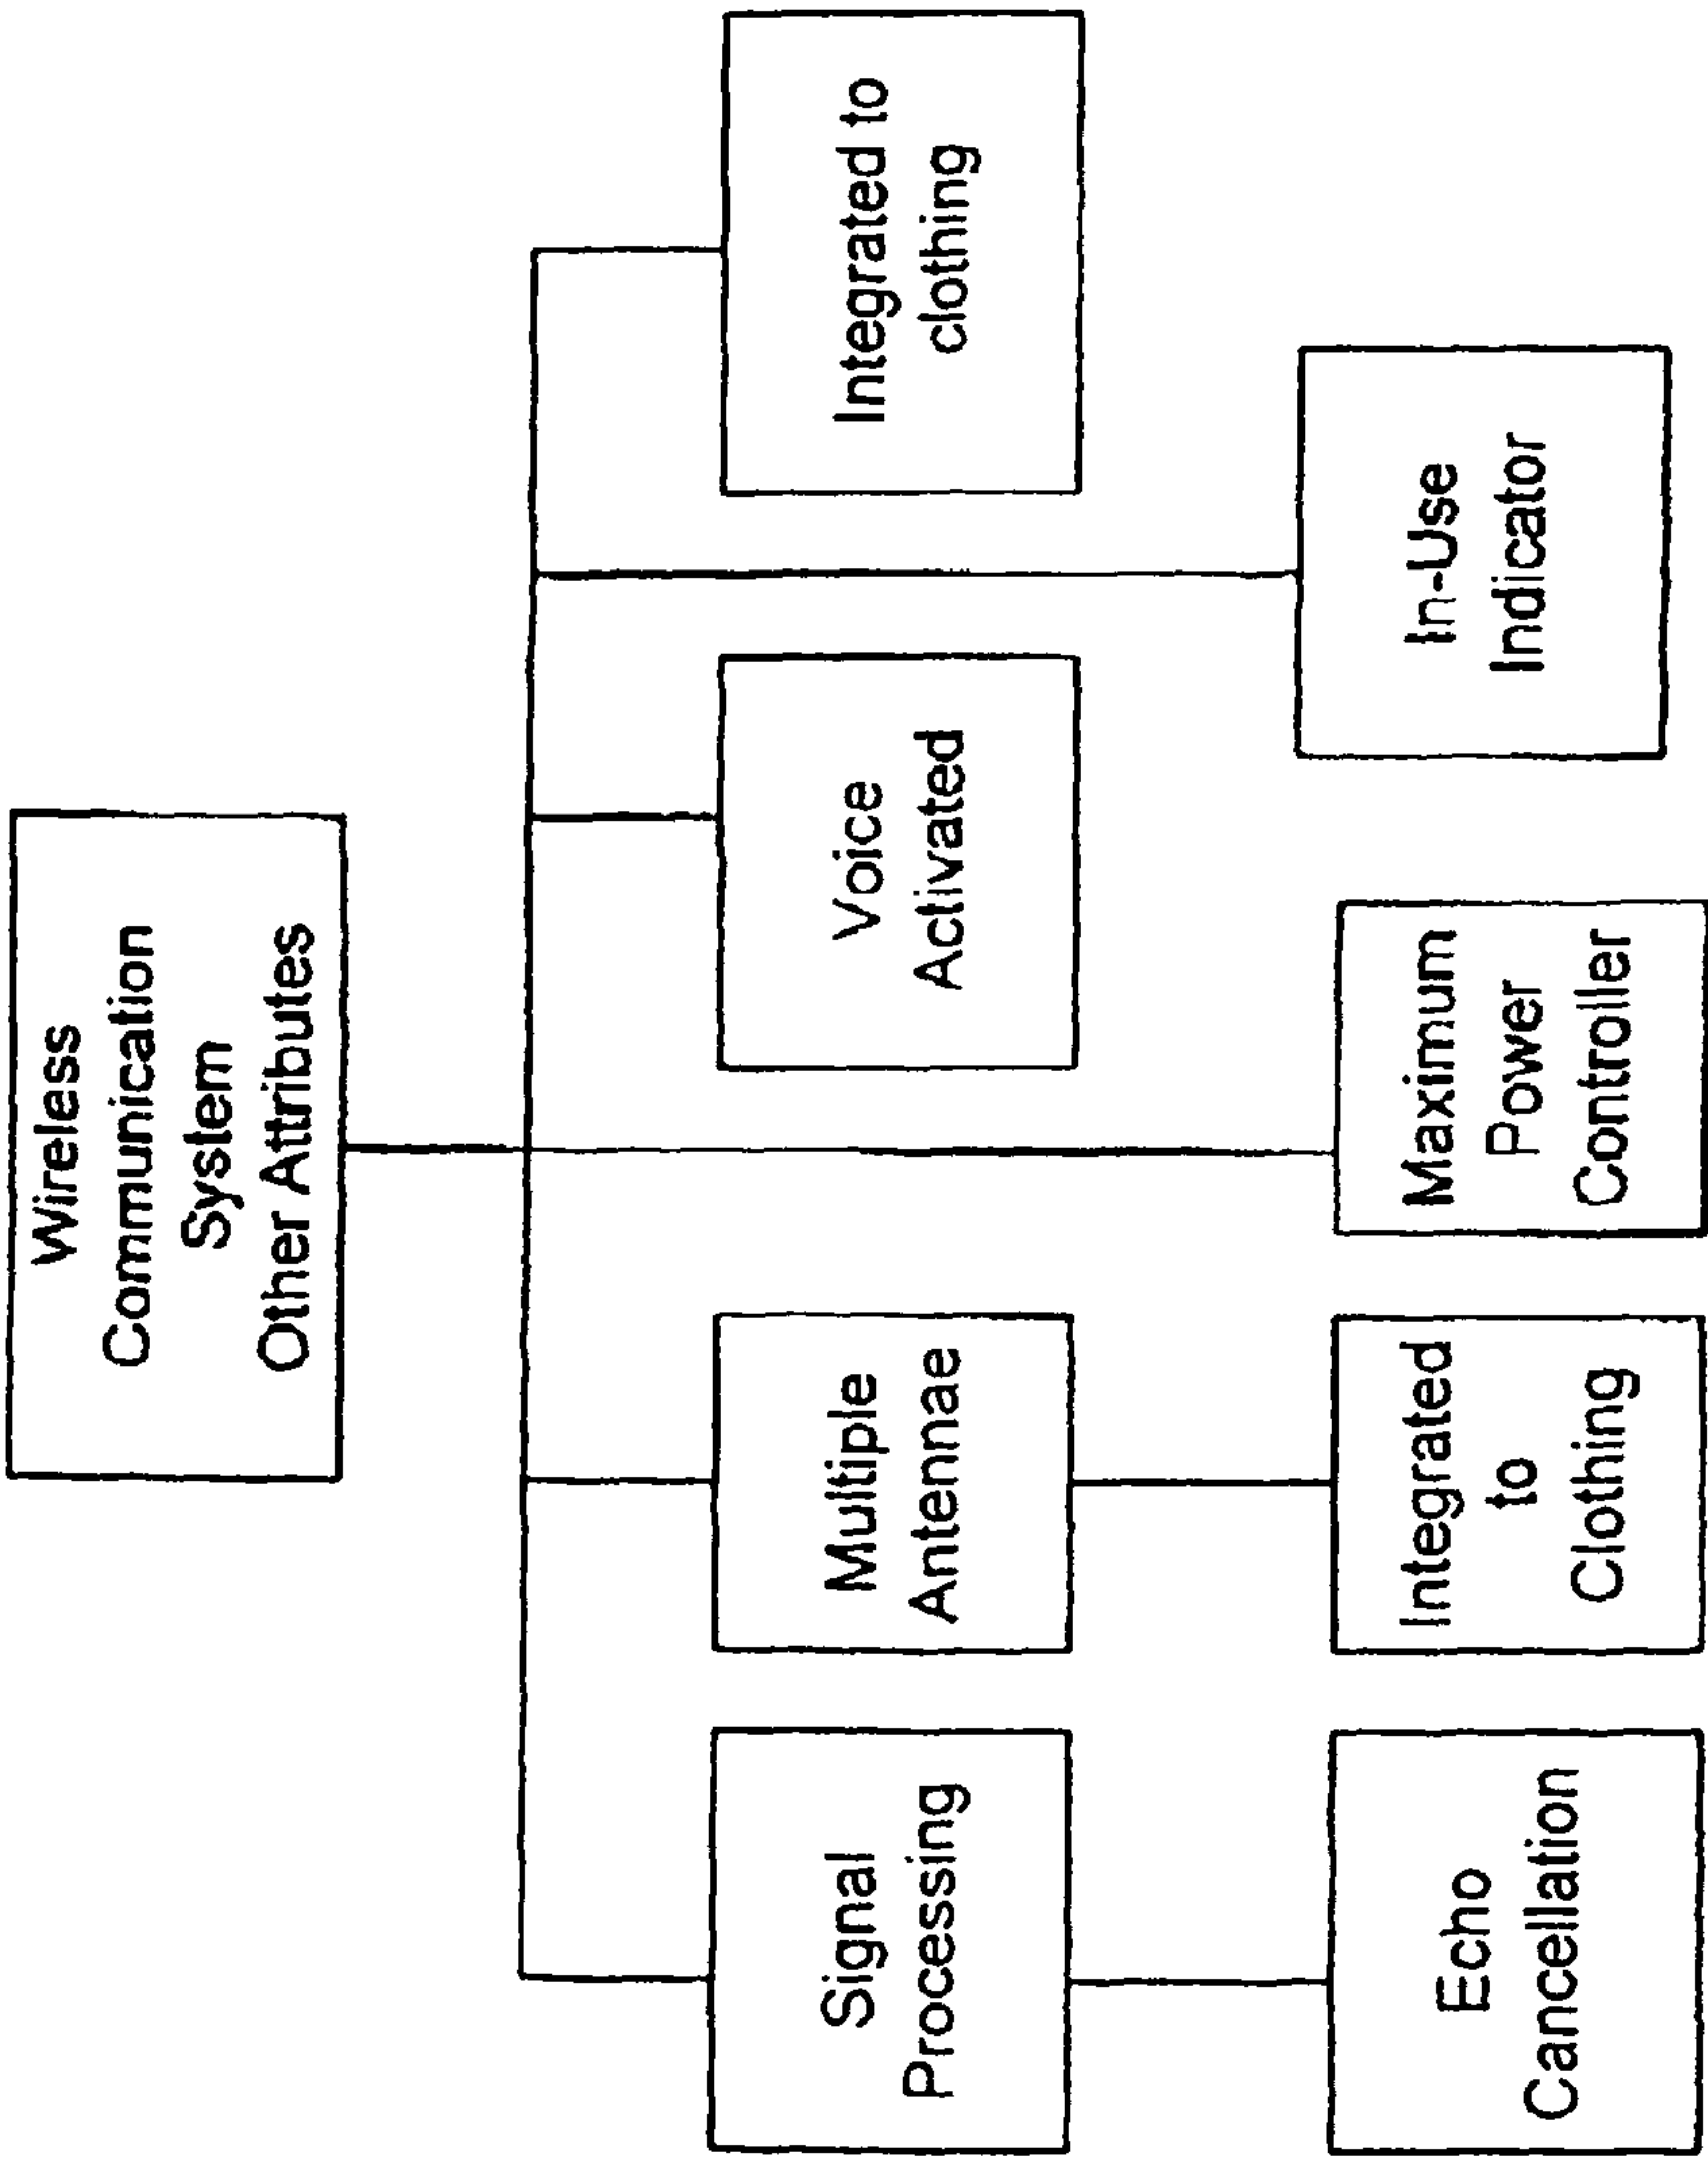 Wireless
Communication
System
Other Attributes
Signal
Processing
Multiple
Antennae
Voice
Activated
Integrated to
clothing
Echo
Cancellation
Integrated
to
Clothing
Maximum
Power
Controller
In-Use
Indicator